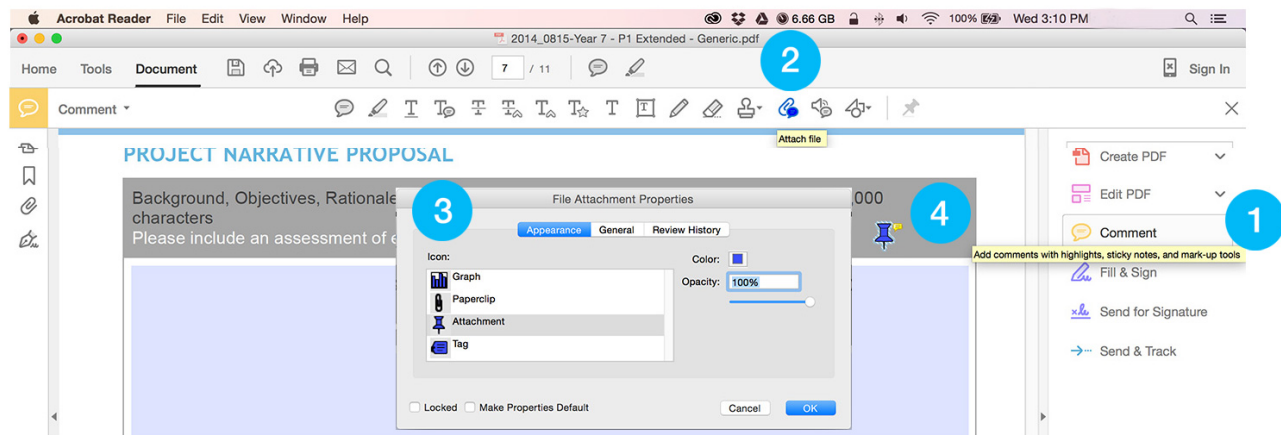 Acrobat Reader File Edit View Window Help 6.66 GB 100% Wed 3:10 PM
2014_0815-Year 7 - P1 Extended - Generic.pdf
Home Tools Document 7 / 11 Sign In
2
Comment
Attach file
PROJECT NARRATIVE PROPOSAL
Background, Objectives, Rationale ,000
characters
Please include an assessment of e
3
File Attachment Properties
Appearance General Review History
Icon:
Graph
Paperclip
Attachment
Tag
Color:
Opacity: 100%
Locked Make Properties Default Cancel OK
4
Create PDF
Edit PDF
1
Comment
Add comments with highlights, sticky notes, and mark-up tools
Fill & Sign
Send for Signature
Send & Track